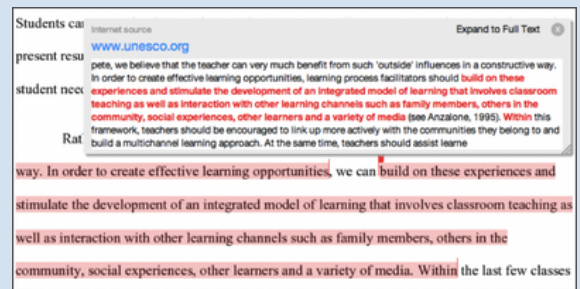 Students ca
Internet source
Expand to Full Text
x
www.unesco.org
present resu
pete, we believe that the teacher can very much benefit from such 'outside' influences in a constructive way.
In order to create effective learning opportunities, learning process facilitators should build on these
student need
experiences and stimulate the development of an integrated model of learning that involves classroom
teaching as well as interaction with other learning channels such as family members, others in the
community, social experiences, other learners and a variety of media (see Anzalone, 1995). Within this
framework, teachers should be encouraged to link up more actively with the communities they belong to and
Rat
build a multichannel learning approach. At the same time, teachers should assist learne
way. In order to create effective learning opportunities, we can build on these experiences and
stimulate the development of an integrated model of learning that involves classroom teaching as
well as interaction with other learning channels such as family members, others in the
community, social experiences, other learners and a variety of media. Within the last few classes